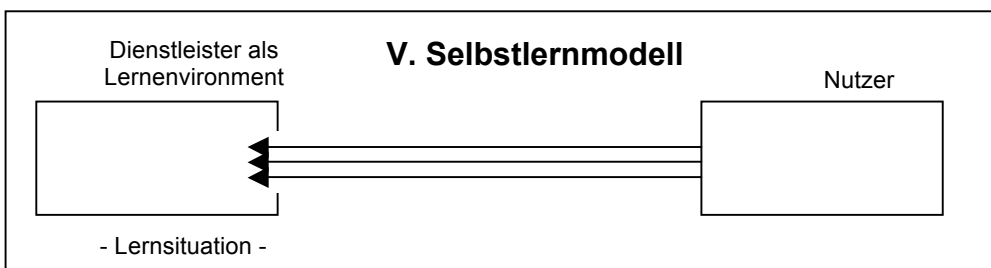 V. Selbstlernmodell
Dienstleister als
Lernenvironment
Nutzer
- Lernsituation -